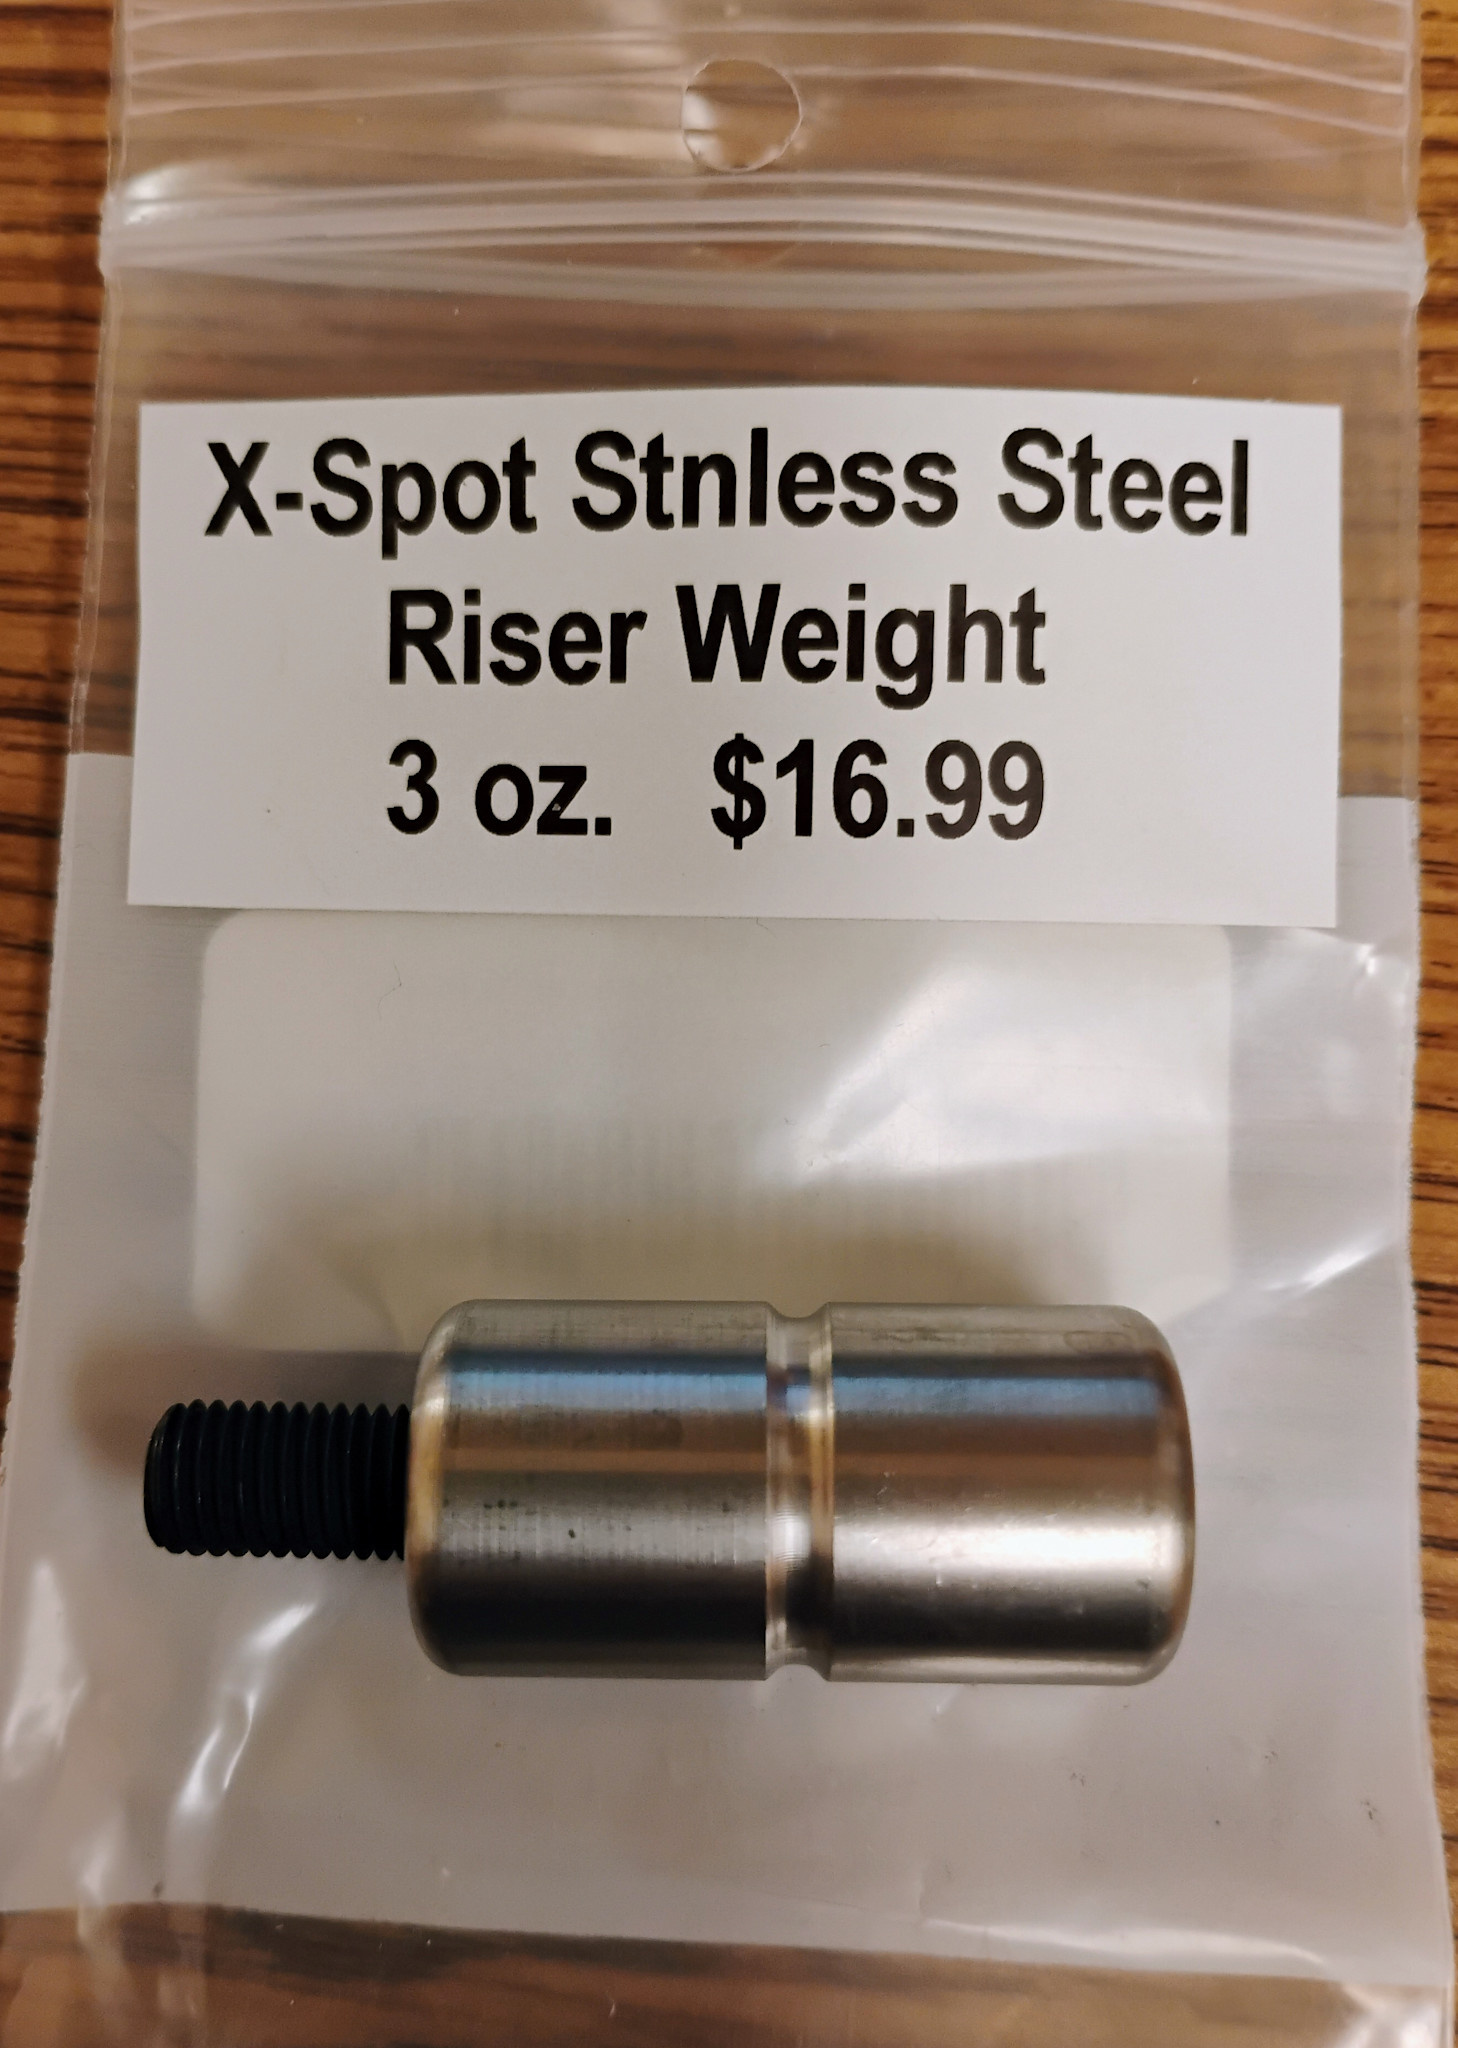 X-Spot Stnless Steel
Riser Weight
3 oz. $16.99